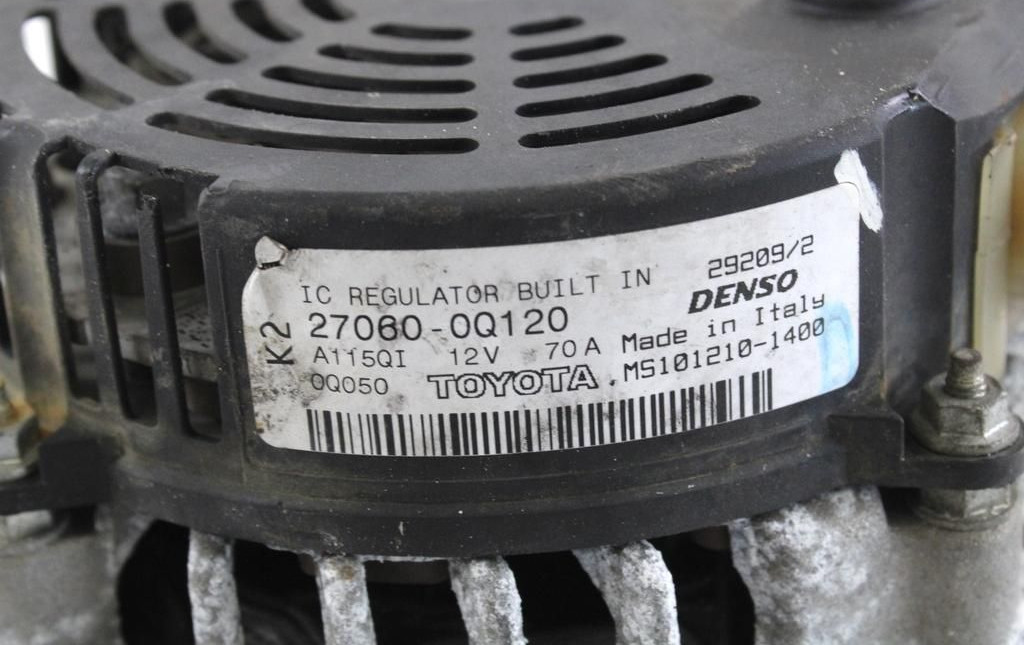 29209/2
IC REGULATOR BUILT IN
DENSO
K2
27060-0Q120
Made in Italy
A115QI 12V 70A
MS101210-1400
0Q050 TOYOTA